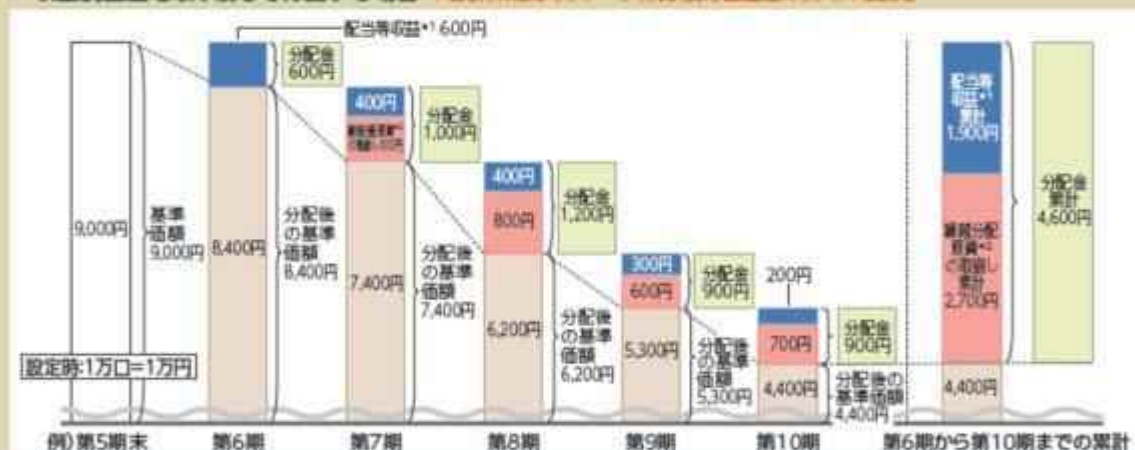 配当等収益*1 600円
分配金
600円
400円
分配金
1,000円
9,000円
基準
価額
9,000円
8,400円
分配後
の基準
価額
8,400円
7,400円
分配後
の基準
価額
7,400円
400円
800円
分配金
1,200円
6,200円
分配後
の基準
価額
6,200円
300円
600円
分配金
900円
5,300円
分配後
の基準
価額
5,300円
200円
700円
分配金
900円
4,400円
分配後の
基準価額
4,400円
配当等
収益*1
累計
1,900円
繰越分配
原資*2
の取崩し
累計
2,700円
分配金
累計
4,600円
4,400円
設定時:1万口=1万円
例)第5期末
第6期
第7期
第8期
第9期
第10期
第6期から第10期までの累計